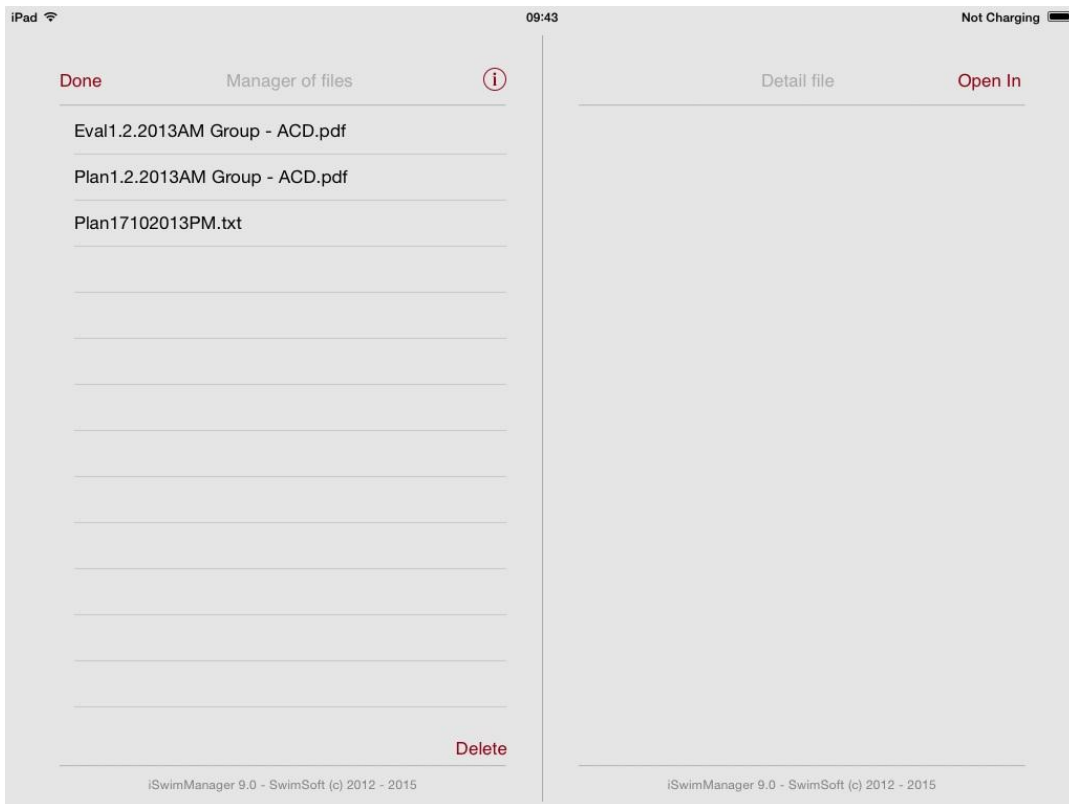 iPad 09:43 Not Charging
Done Manager of files i
Eval1.2.2013AM Group - ACD.pdf
Plan1.2.2013AM Group - ACD.pdf
Plan17102013PM.txt
Delete
iSwimManager 9.0 - SwimSoft (c) 2012 - 2015
Detail file Open In
iSwimManager 9.0 - SwimSoft (c) 2012 - 2015